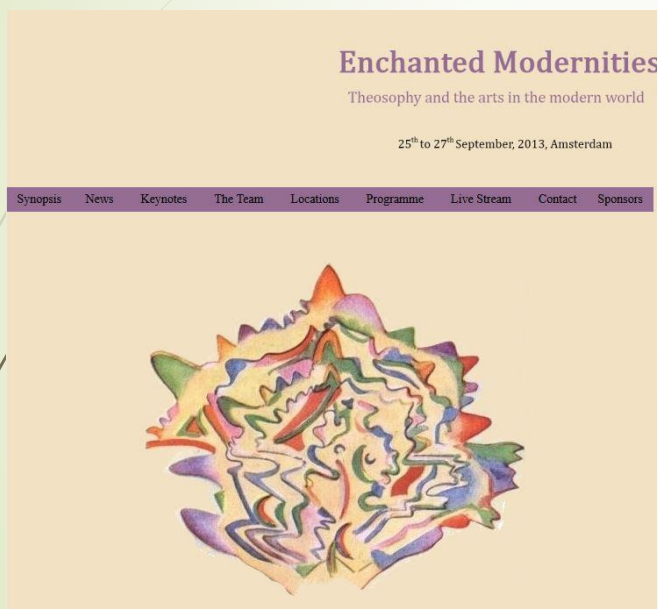 Enchanted Modernities
Theosophy and the arts in the modern world
25th to 27th September, 2013, Amsterdam
Synopsis News Keynotes The Team Locations Programme Live Stream Contact Sponsors